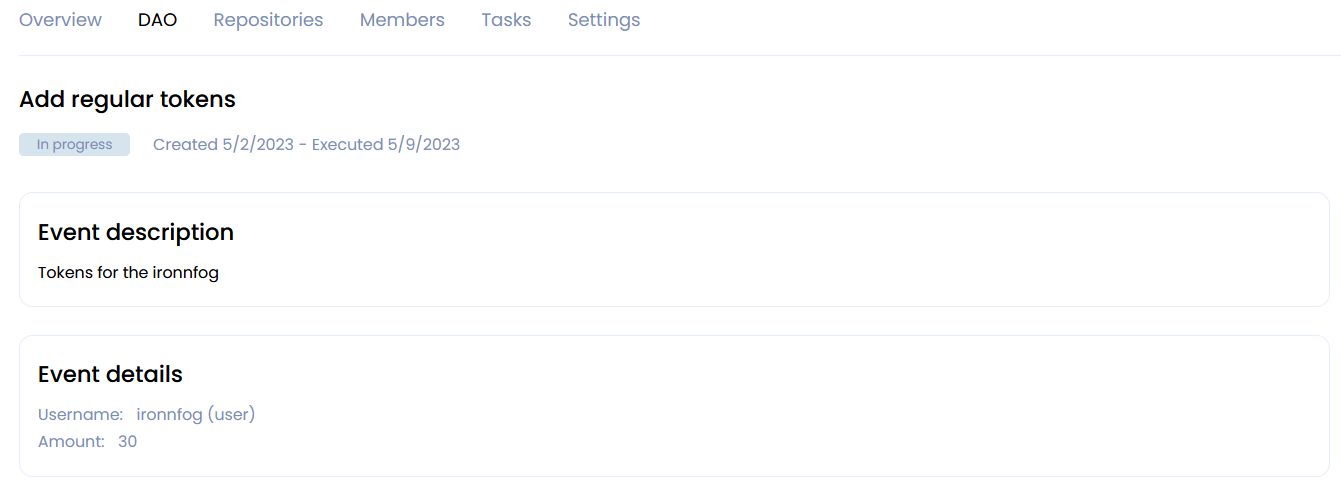 Overview DAO Repositories Members Tasks Settings
Add regular tokens
In progress Created 5/2/2023 - Executed 5/9/2023
Event description
Tokens for the ironnfog
Event details
Username: ironnfog (user)
Amount: 30